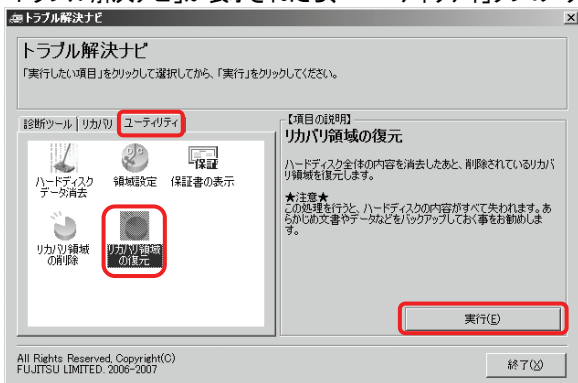 トラブル解決ナビ
トラブル解決ナビ
「実行したい項目」をクリックして選択してから、「実行」をクリックしてください。
診断ツール
リカバリ
ユーティリティ
ハードディスク
データ消去
領域設定
保証
保証書の表示
リカバリ領域
の削除
リカバリ領域
の復元
【項目の説明】
リカバリ領域の復元
ハードディスク全体の内容を消去したあと、削除されているリカバ
リ領域を復元します。
★注意★
この処理を行うと、ハードディスクの内容がすべて失われます。あ
らかじめ文書やデータなどをバックアップしておく事をお勧めしま
す。
実行(E)
All Rights Reserved, Copyright(C)
FUJITSU LIMITED. 2006-2007
終了(X)